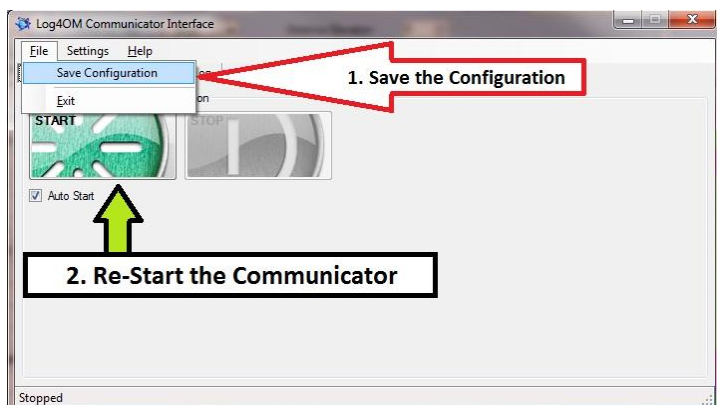 Log4OM Communicator Interface
File Settings Help
Save Configuration
1. Save the Configuration
Exit
on
START
STOP
Auto Start
2. Re-Start the Communicator
Stopped